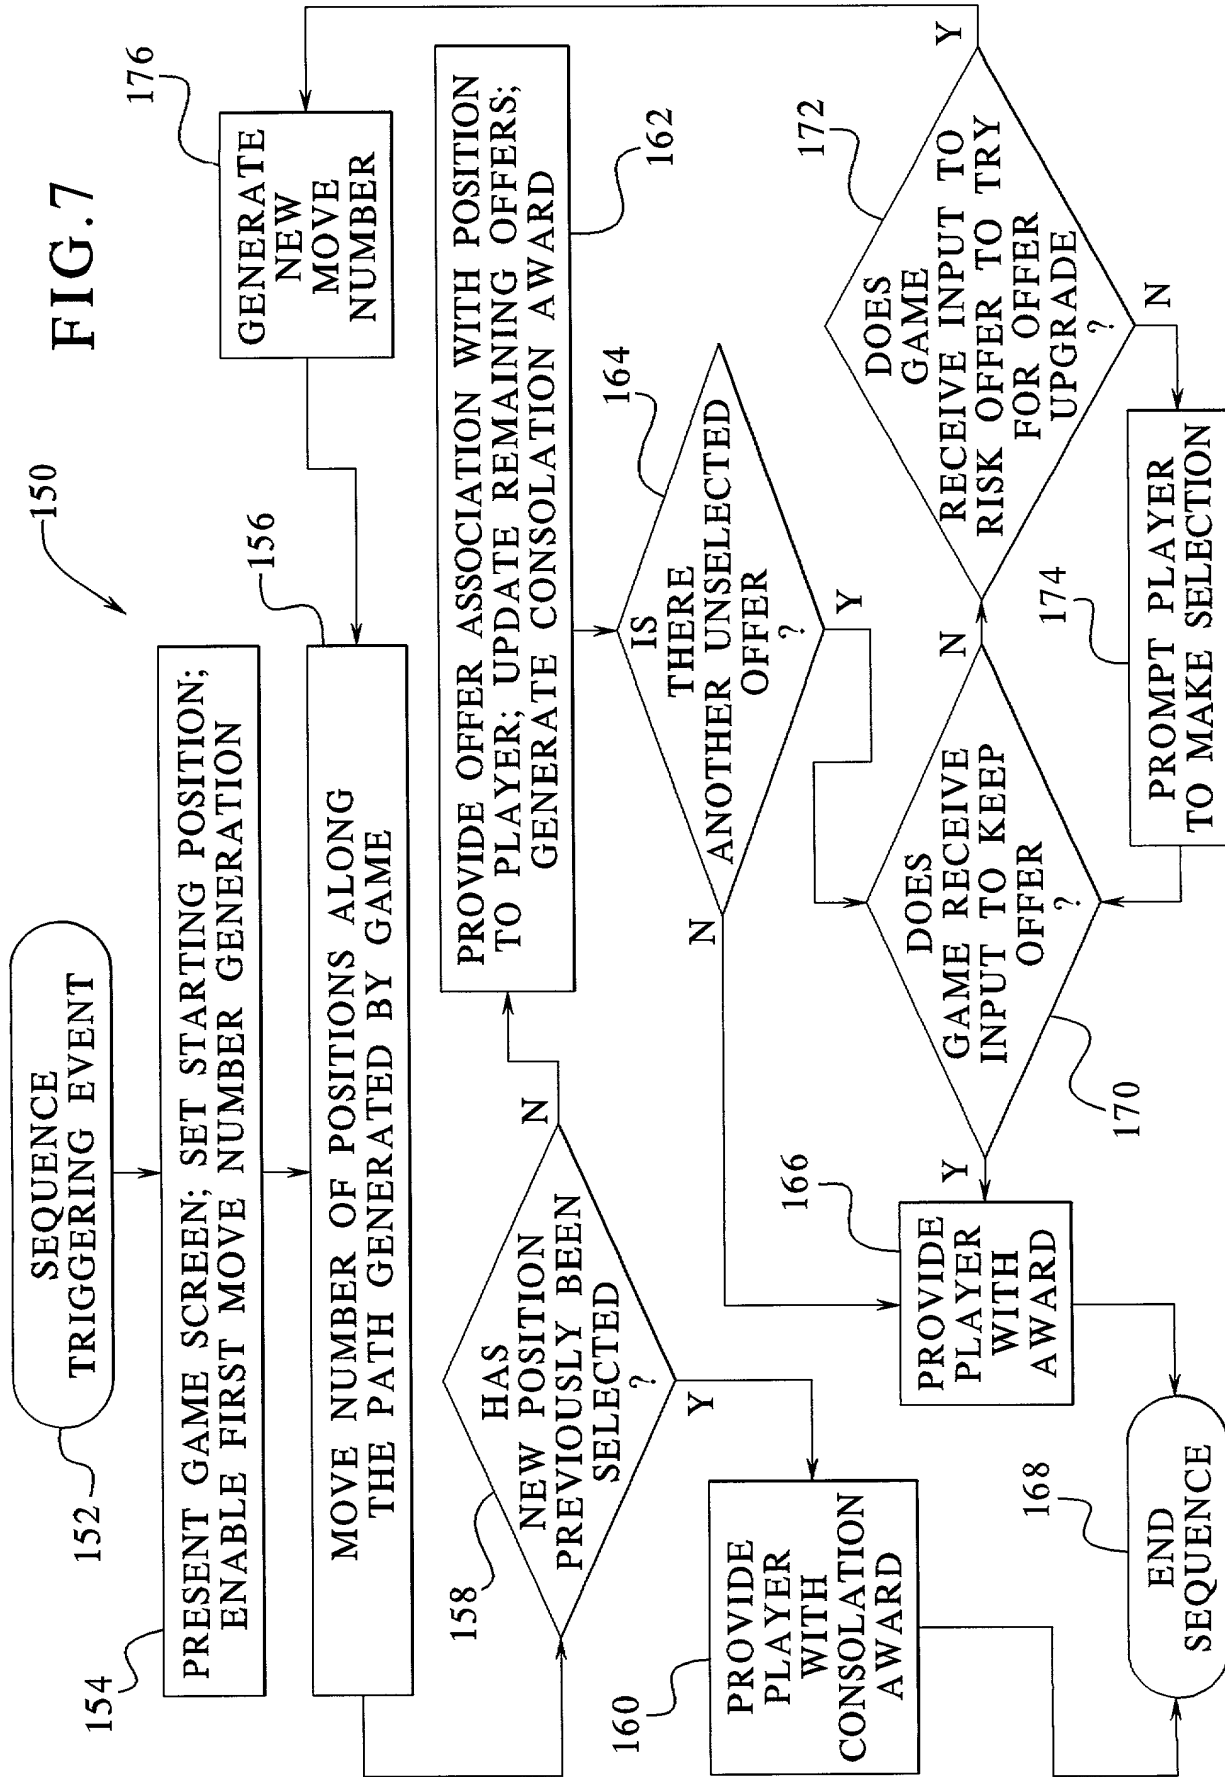 FIG.7
150
SEQUENCE
TRIGGERING EVENT
152
PRESENT GAME SCREEN; SET STARTING POSITION;
ENABLE FIRST MOVE NUMBER GENERATION
154
MOVE NUMBER OF POSITIONS ALONG
THE PATH GENERATED BY GAME
156
GENERATE
NEW
MOVE
NUMBER
176
HAS
NEW POSITION
PREVIOUSLY BEEN
SELECTED
?
158
N
Y
PROVIDE OFFER ASSOCIATION WITH POSITION
TO PLAYER; UPDATE REMAINING OFFERS;
GENERATE CONSOLATION AWARD
162
IS
THERE
ANOTHER UNSELECTED
OFFER
?
164
N
Y
PROVIDE
PLAYER
WITH
CONSOLATION
AWARD
160
PROVIDE
PLAYER
WITH
AWARD
166
DOES
GAME RECEIVE
INPUT TO KEEP
OFFER
?
170
Y
N
DOES
GAME
RECEIVE INPUT TO
RISK OFFER TO TRY
FOR OFFER
UPGRADE
?
172
Y
N
PROMPT PLAYER
TO MAKE SELECTION
174
END
SEQUENCE
168